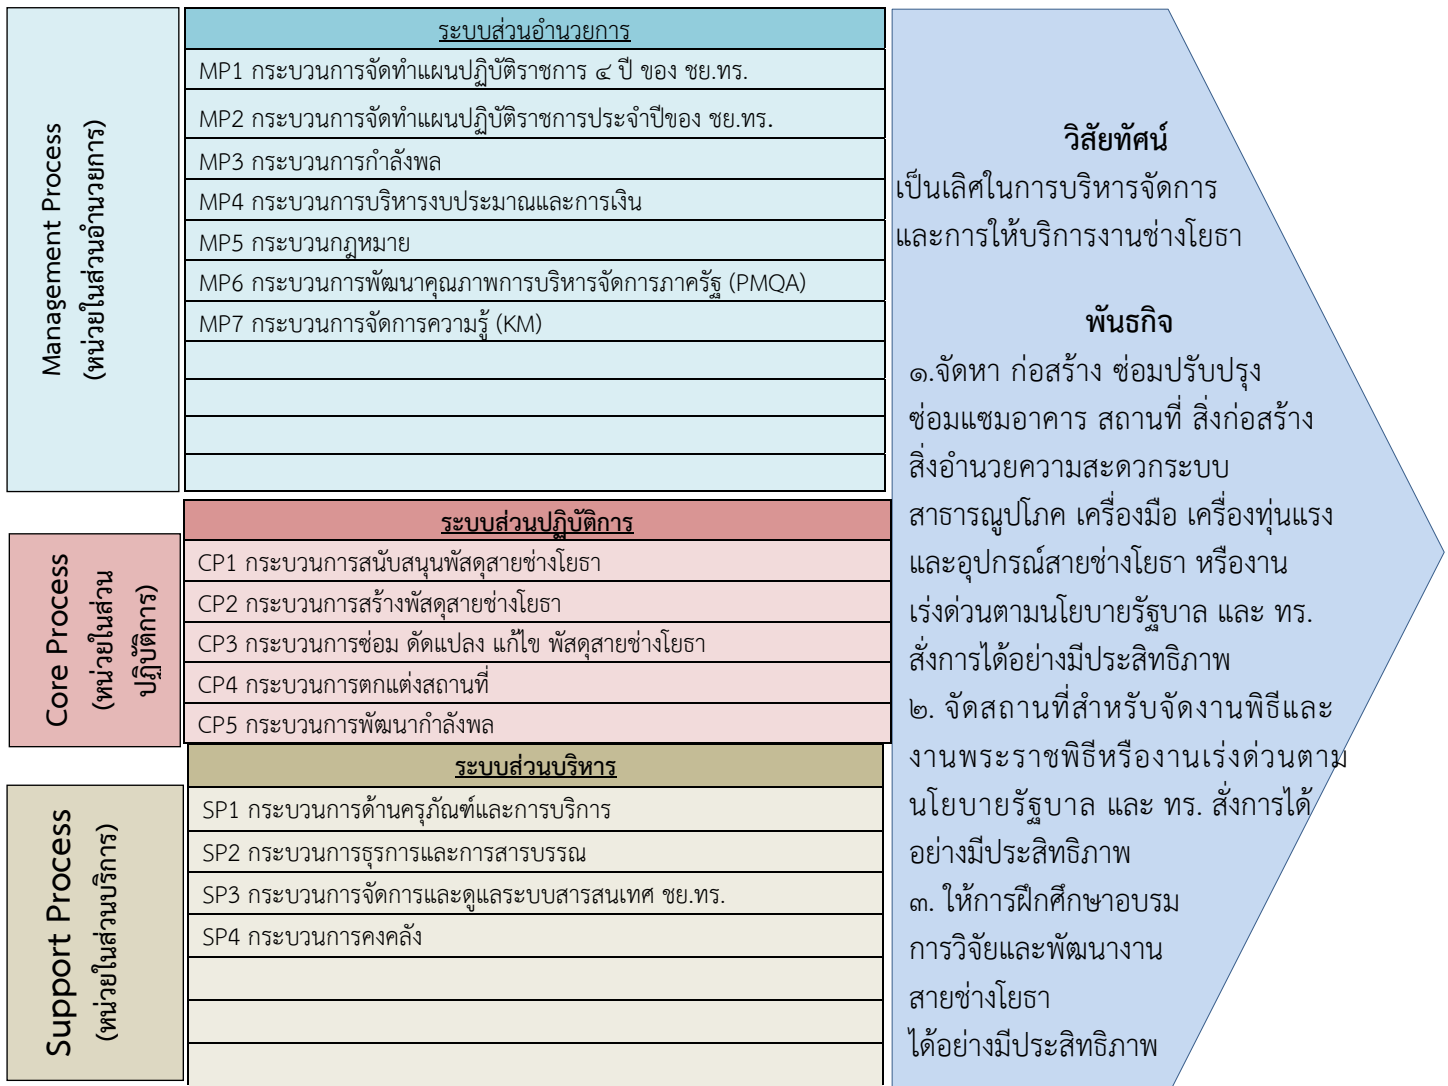 Management Process
(หน่วยในส่วนอำนวยการ)
ระบบส่วนอำนวยการ
MP1 กระบวนการจัดทำแผนปฏิบัติราชการ ๔ ปี ของ ชย.ทร.
MP2 กระบวนการจัดทำแผนปฏิบัติราชการประจำปีของ ชย.ทร.
MP3 กระบวนการกำลังพล
MP4 กระบวนการบริหารงบประมาณและการเงิน
MP5 กระบวนกฎหมาย
MP6 กระบวนการพัฒนาคุณภาพการบริหารจัดการภาครัฐ (PMQA)
MP7 กระบวนการจัดการความรู้ (KM)
Core Process
(หน่วยในส่วน
ปฏิบัติการ)
ระบบส่วนปฏิบัติการ
CP1 กระบวนการสนับสนุนพัสดุสายช่างโยธา
CP2 กระบวนการสร้างพัสดุสายช่างโยธา
CP3 กระบวนการซ่อม ดัดแปลง แก้ไข พัสดุสายช่างโยธา
CP4 กระบวนการตกแต่งสถานที่
CP5 กระบวนการพัฒนากำลังพล
Support Process
(หน่วยในส่วนบริการ)
ระบบส่วนบริหาร
SP1 กระบวนการด้านครุภัณฑ์และการบริการ
SP2 กระบวนการธุรการและการสารบรรณ
SP3 กระบวนการจัดการและดูแลระบบสารสนเทศ ชย.ทร.
SP4 กระบวนการคงคลัง
วิสัยทัศน์
เป็นเลิศในการบริหารจัดการ
และการให้บริการงานช่างโยธา
พันธกิจ
๑.จัดหา ก่อสร้าง ซ่อมปรับปรุง
ซ่อมแซมอาคาร สถานที่ สิ่งก่อสร้าง
สิ่งอำนวยความสะดวกระบบ
สาธารณูปโภค เครื่องมือ เครื่องทุ่นแรง
และอุปกรณ์สายช่างโยธา หรืองาน
เร่งด่วนตามนโยบายรัฐบาล และ ทร.
สั่งการได้อย่างมีประสิทธิภาพ
๒. จัดสถานที่สำหรับจัดงานพิธีและ
งานพระราชพิธีหรืองานเร่งด่วนตาม
นโยบายรัฐบาล และ ทร. สั่งการได้
อย่างมีประสิทธิภาพ
๓. ให้การฝึกศึกษาอบรม
การวิจัยและพัฒนางาน
สายช่างโยธา
ได้อย่างมีประสิทธิภาพ